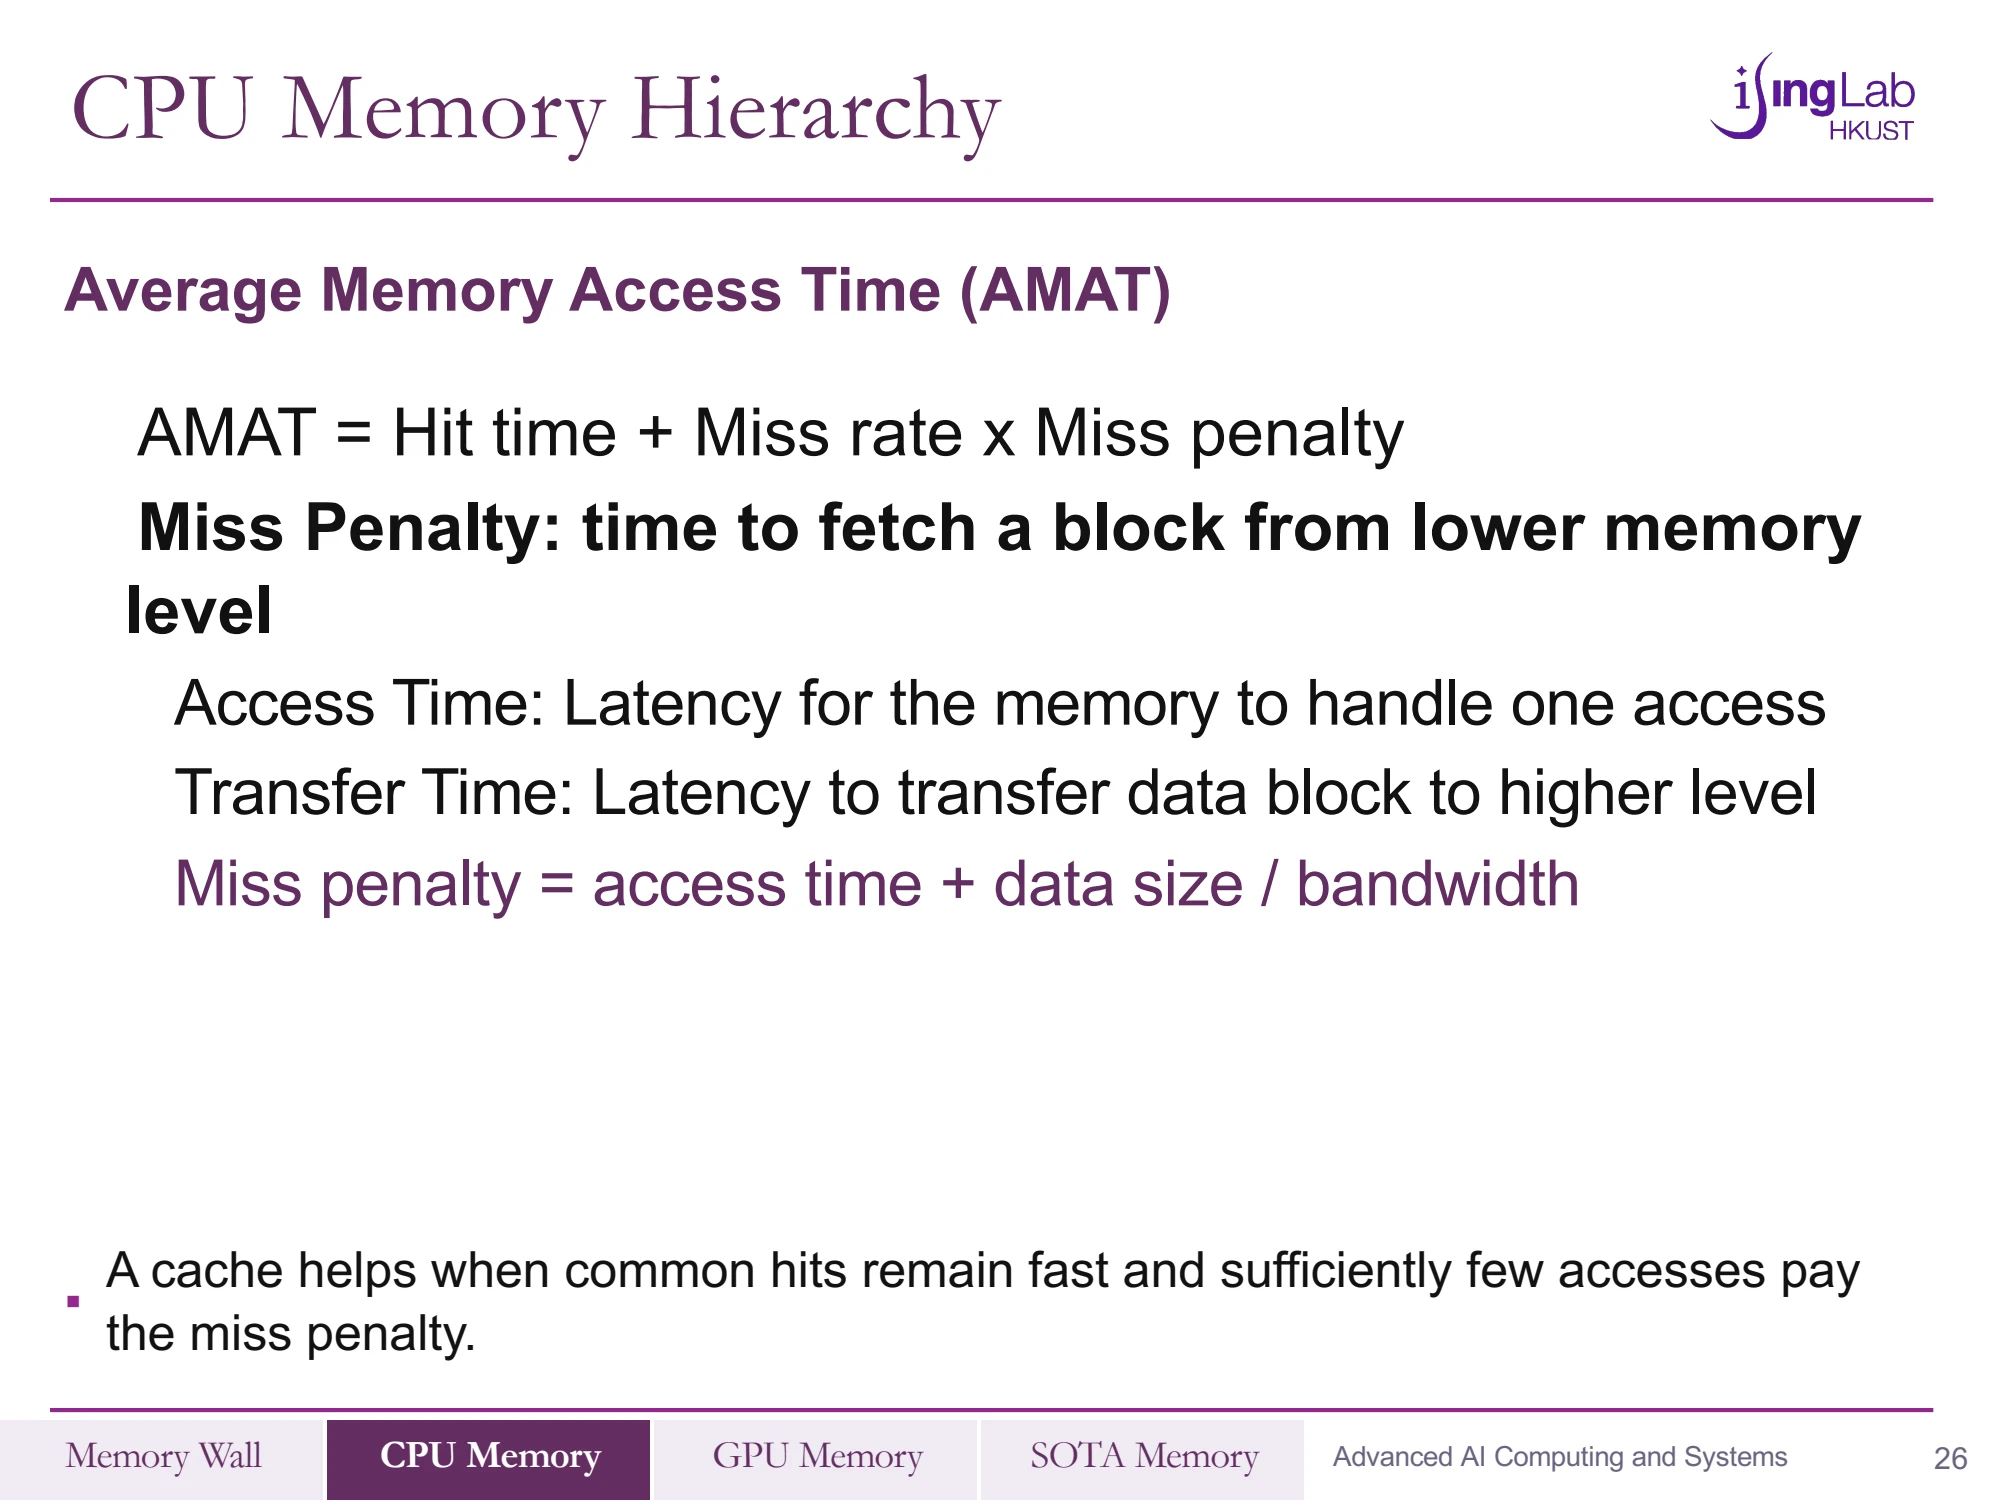 CPU Memory Hierarchy
iSingLab
HKUST
Average Memory Access Time (AMAT)
AMAT = Hit time + Miss rate x Miss penalty
Miss Penalty: time to fetch a block from lower memory
level
Access Time: Latency for the memory to handle one access
Transfer Time: Latency to transfer data block to higher level
Miss penalty = access time + data size / bandwidth
▪ A cache helps when common hits remain fast and sufficiently few accesses pay
the miss penalty.
Memory Wall CPU Memory GPU Memory SOTA Memory Advanced AI Computing and Systems 26